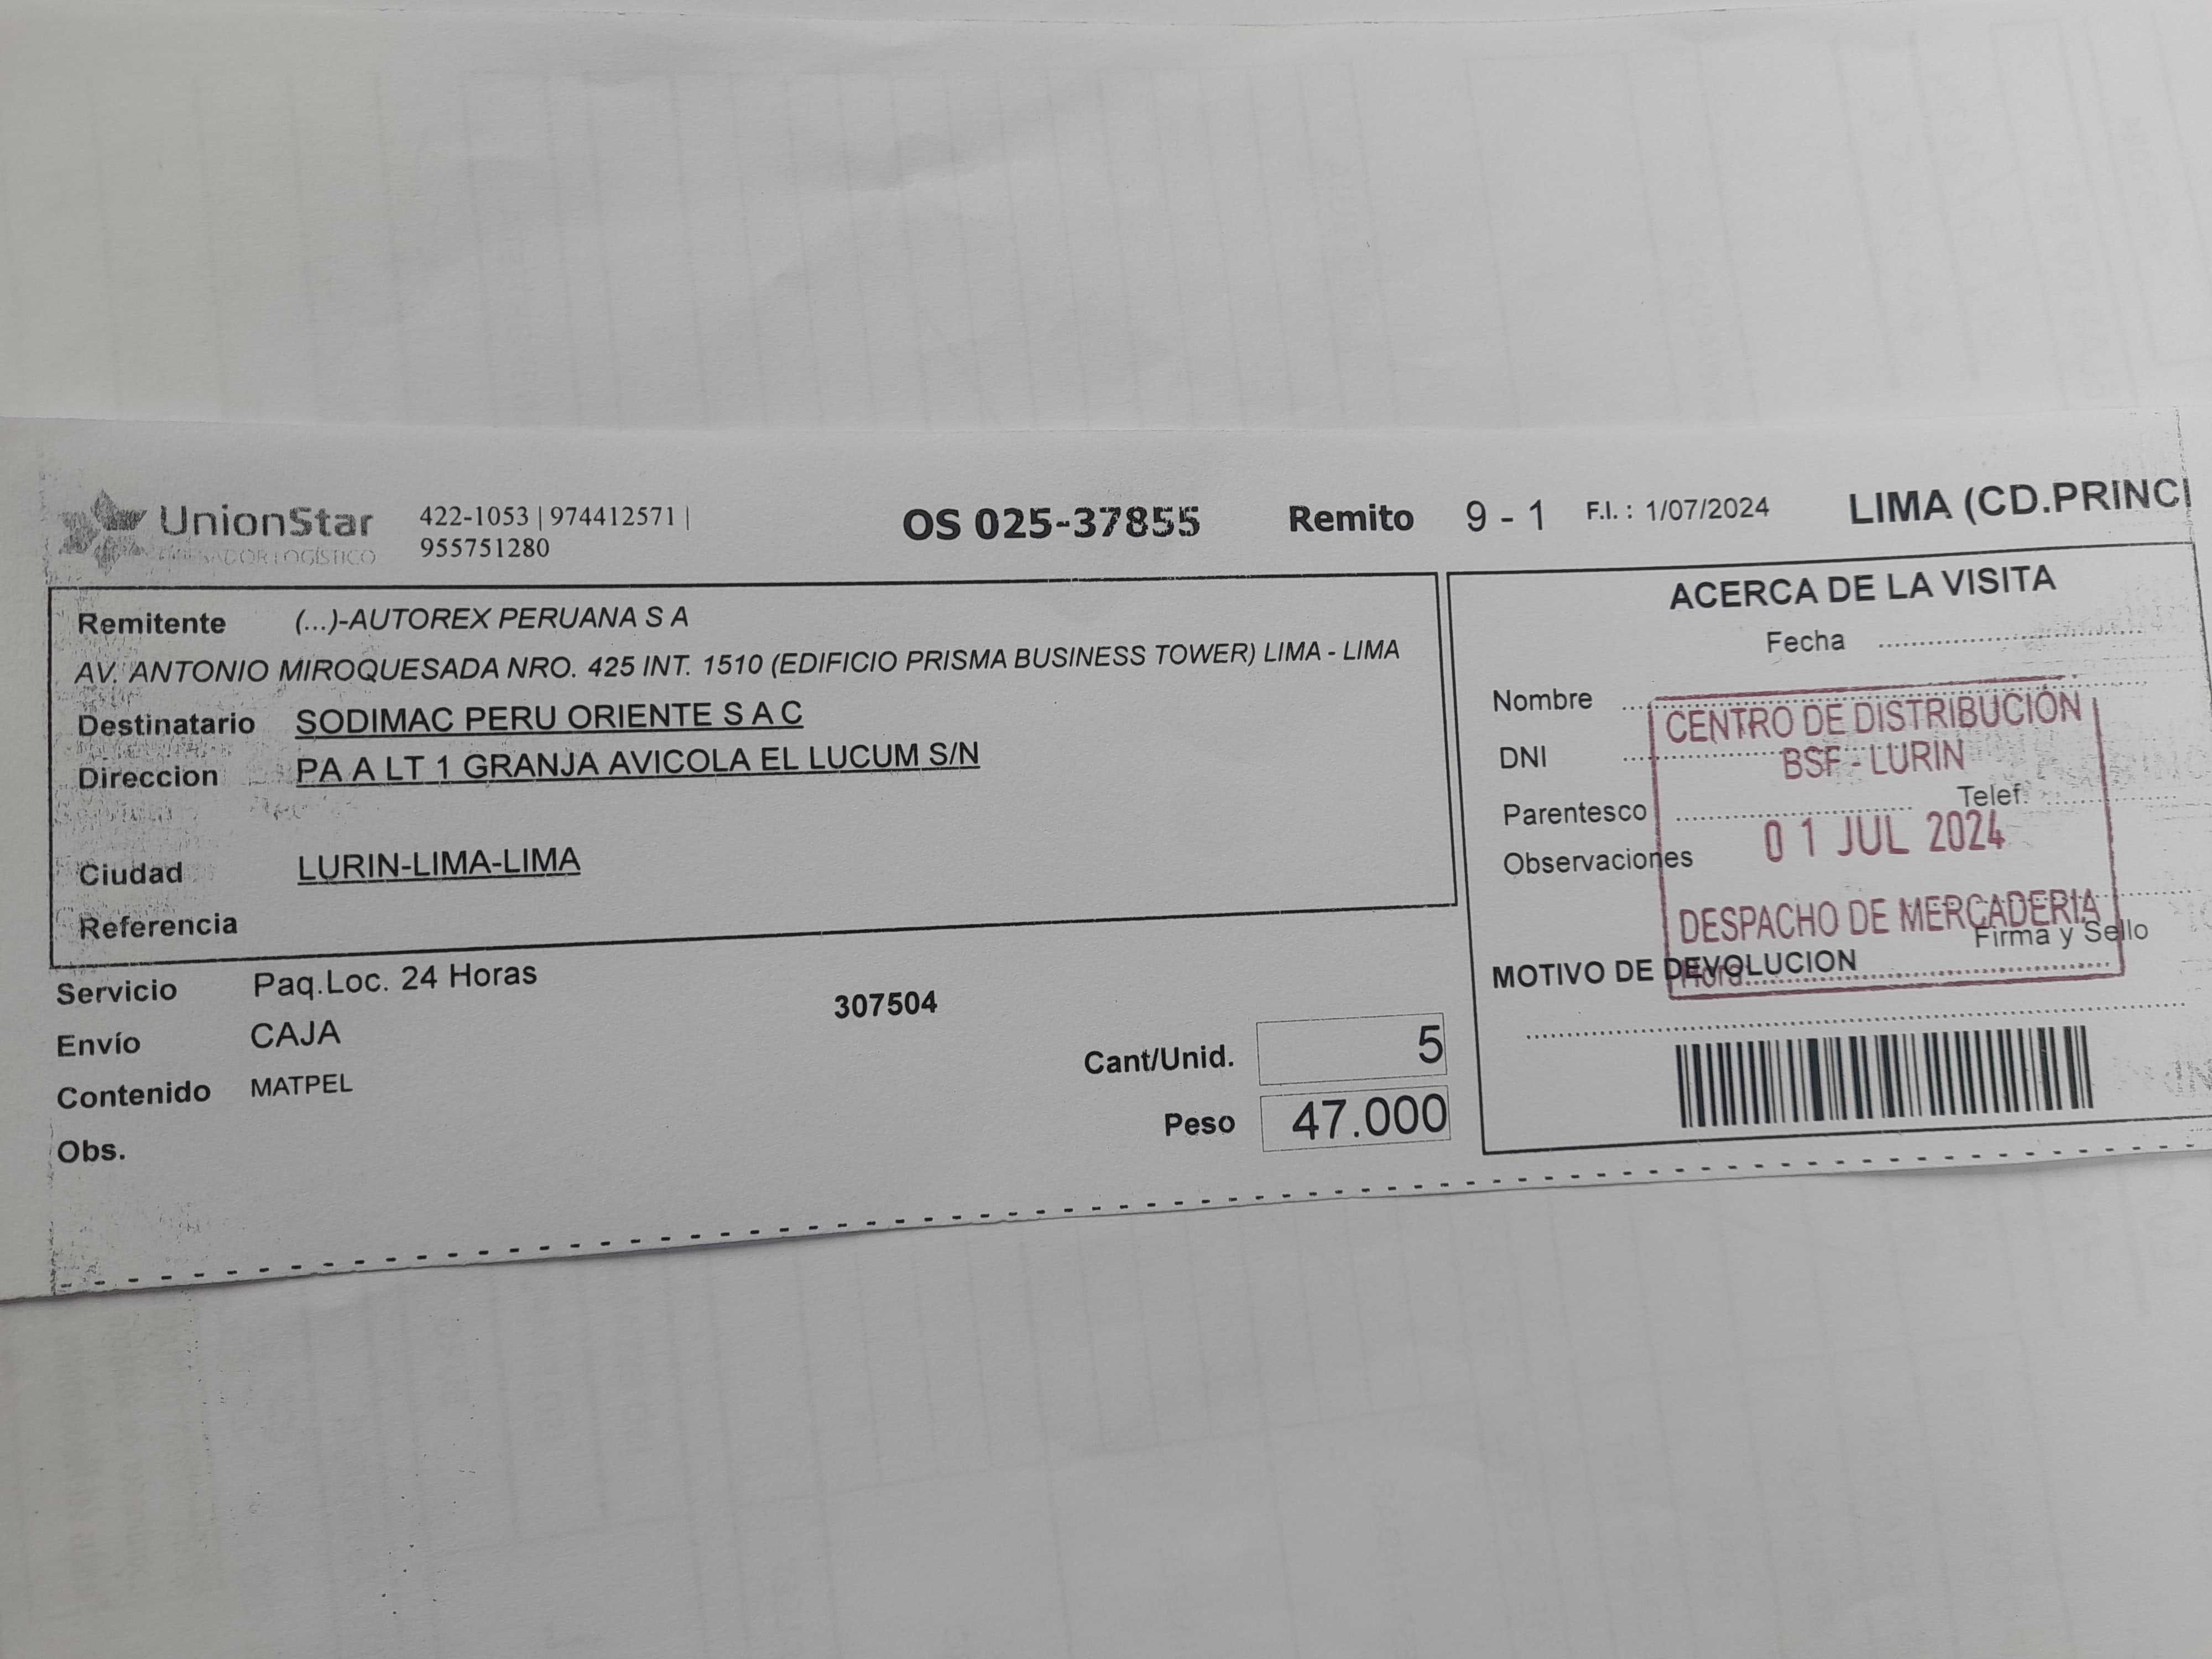 UnionStar
OPERADOR LOGÍSTICO
422-1053 | 974412571 |
955751280
OS 025-37855 Remito 9 - 1 F.I. : 1/07/2024 LIMA (CD.PRINCI
Remitente (...)-AUTOREX PERUANA S A
AV. ANTONIO MIROQUESADA NRO. 425 INT. 1510 (EDIFICIO PRISMA BUSINESS TOWER) LIMA - LIMA
Destinatario SODIMAC PERU ORIENTE S A C
Direccion PA A LT 1 GRANJA AVICOLA EL LUCUM S/N
Ciudad LURIN-LIMA-LIMA
Referencia
Servicio Paq.Loc. 24 Horas
307504
Envío CAJA
Cant/Unid. 5
Contenido MATPEL
Peso 47.000
Obs.
ACERCA DE LA VISITA
Fecha
Nombre
DNI
Parentesco Telef.
Observaciones
Firma y Sello
MOTIVO DE DEVOLUCION
CENTRO DE DISTRIBUCIÓN
BSF - LURIN
01 JUL 2024
DESPACHO DE MERCADERIA
Hora: